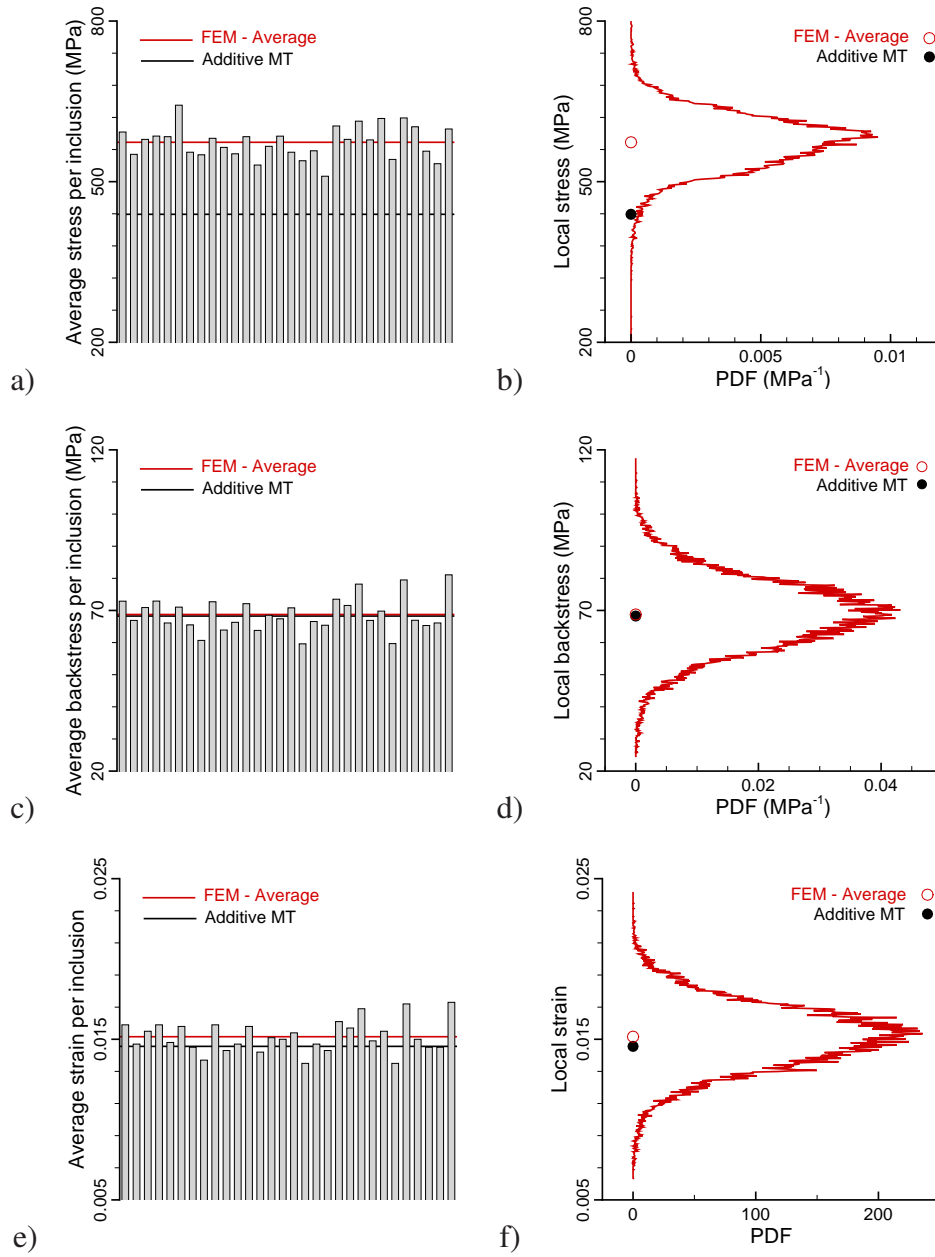 800
500
200
Average stress per inclusion (MPa)
FEM - Average
Additive MT
a)
800
500
200
Local stress (MPa)
FEM - Average
Additive MT
0
0.005
0.01
PDF (MPa⁻¹)
b)
120
70
20
Average backstress per inclusion (MPa)
FEM - Average
Additive MT
c)
120
70
20
Local backstress (MPa)
FEM - Average
Additive MT
0
0.02
0.04
PDF (MPa⁻¹)
d)
0.025
0.015
0.005
Average strain per inclusion
FEM - Average
Additive MT
e)
0.025
0.015
0.005
Local strain
FEM - Average
Additive MT
0
100
200
PDF
f)